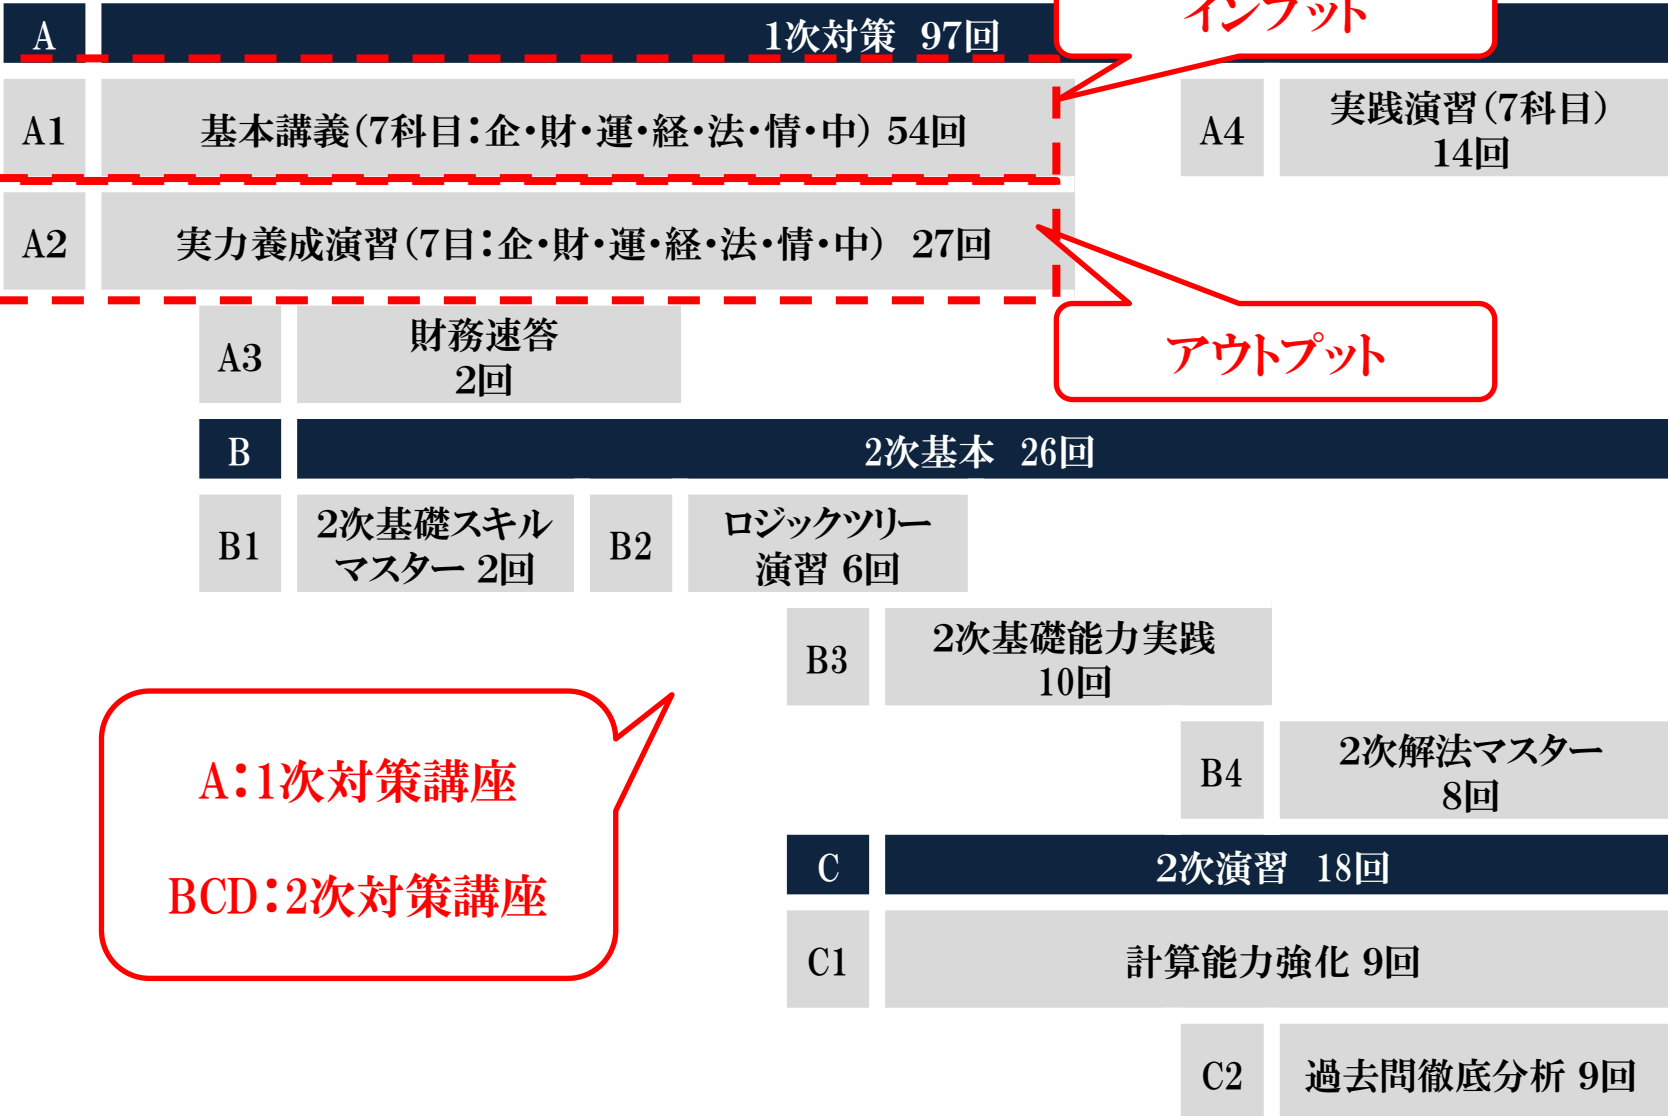 インプット
A
1次対策 97回
A1
基本講義(7科目：企・財・運・経・法・情・中) 54回
A4
実践演習(7科目)
14回
A2
実力養成演習(7目：企・財・運・経・法・情・中) 27回
A3
財務速答
2回
アウトプット
B
2次基本 26回
B1
2次基礎スキル
マスター 2回
B2
ロジックツリー
演習 6回
B3
2次基礎能力実践
10回
A：1次対策講座
BCD：2次対策講座
B4
2次解法マスター
8回
C
2次演習 18回
C1
計算能力強化 9回
C2
過去問徹底分析 9回